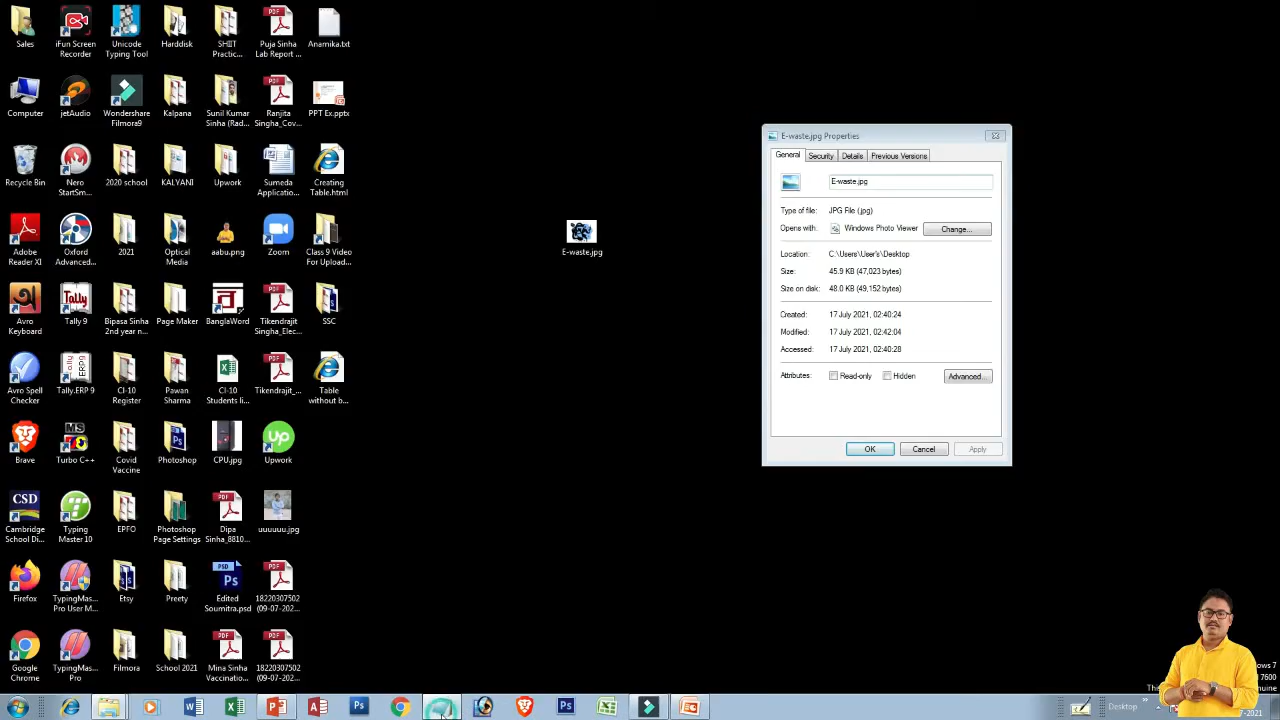 Sales
iFun Screen
Recorder
Unicode
Typing Tool
Harddisk
SHIIT
Practic...
Puja Sinha
Lab Report ...
Anamika.txt
Computer
jetAudio
Wondershare
Filmora9
Kalpana
Sunil Kumar
Sinha (Rad...
Ranjita
Singha_Cov...
PPT Ex.pptx
Recycle Bin
Nero
StartSm...
2020 school
KALYANI
Upwork
Sumeda
Applicatio...
Creating
Table.html
Adobe
Reader XI
Oxford
Advanced...
2021
Optical
Media
aabu.png
Zoom
Class 9 Video
For Upload...
E-waste.jpg
Avro
Keyboard
Tally 9
Bipasa Sinha
2nd year n...
Page Maker
BanglaWord
Tikendrajit
Singha_Elec...
SSC
Avro Spell
Checker
Tally.ERP 9
CI-10
Register
Pawan
Sharma
CI-10
Students li...
Tikendrajit_...
Table
without b...
Brave
Turbo C++
Covid
Vaccine
Photoshop
CPU.jpg
Upwork
Cambridge
School Di...
Typing
Master 10
EPFO
Photoshop
Page Settings
Dipa
Sinha_8810...
uuuuuu.jpg
Firefox
TypingMas...
Pro User M...
Etsy
Preety
Edited
Soumitra.psd
18220307502
(09-07-202...
Google
Chrome
TypingMas...
Pro
Filmora
School 2021
Mina Sinha
Vaccinatio...
18220307502
(09-07-202...
E-waste.jpg Properties
General Security Details Previous Versions
E-waste.jpg
Type of file: JPG File (.jpg)
Opens with: Windows Photo Viewer Change...
Location: C:\Users\User's\Desktop
Size: 45.9 KB (47,023 bytes)
Size on disk: 48.0 KB (49,152 bytes)
Created: 17 July 2021, 02:40:24
Modified: 17 July 2021, 02:42:04
Accessed: 17 July 2021, 02:40:28
Attributes: Read-only Hidden Advanced...
OK Cancel Apply
ows 7
7600
nuine
Desktop
-2021